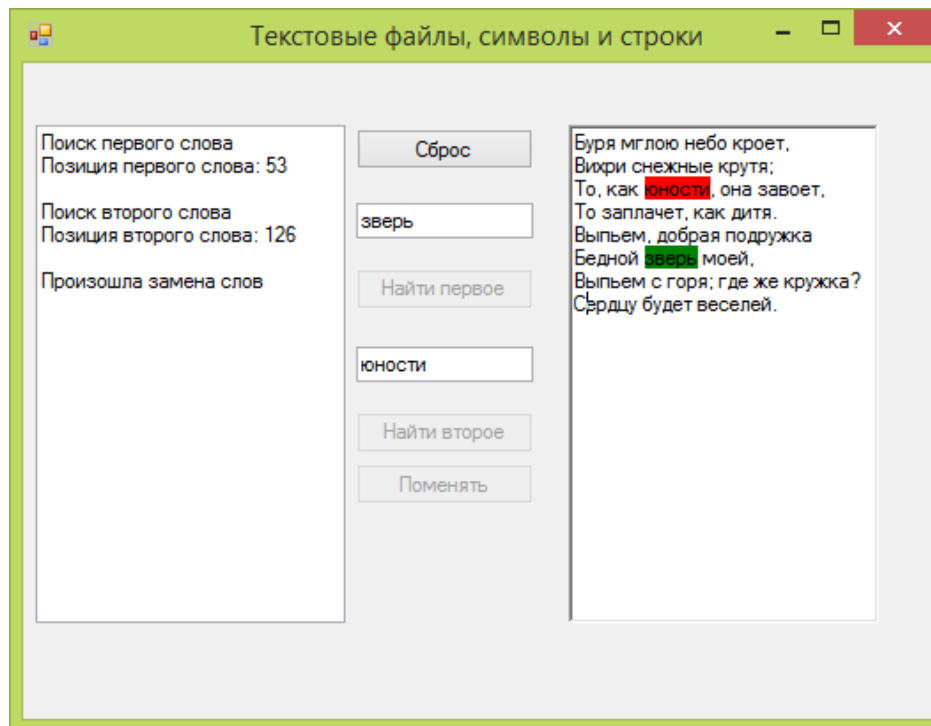 Текстовые файлы, символы и строки
Поиск первого слова
Позиция первого слова: 53
Поиск второго слова
Позиция второго слова: 126
Произошла замена слов
Сброс
зверь
Найти первое
юности
Найти второе
Поменять
Буря мглою небо кроет,
Вихри снежные крутя;
То, как юности, она завоет,
То заплачет, как дитя.
Выпьем, добрая подружка
Бедной зверь моей,
Выпьем с горя; где же кружка?
Сердцу будет веселей.